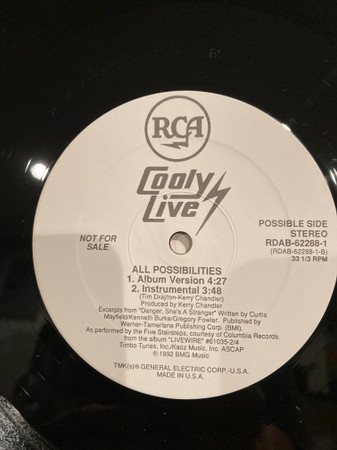 RCA
Cooly
Live
POSSIBLE SIDE
STEREO
NOT FOR
SALE
RDAB-62288-1
(RDAB-62288-1-B)
33 1/3 RPM
ALL POSSIBILITIES
1. Album Version 4:27
2. Instrumental 3:48
(Tim Drayton-Kerry Chandler)
Produced by Kerry Chandler
Excerpts from "Danger, She's A Stranger" Written by Curtis
Mayfield/Kenneth Burke/Gregory Fowler. Published by
Warner-Tamerlane Publishing Corp. (BMI).
As performed by the Five Stairsteps, courtesy of Columbia Records.
from the album "LIVEWIRE" #61035-2/4
Timbo Tunes, Inc./Kaoz Music, Inc. ASCAP
℗ 1992 BMG Music
TMK(s)® GENERAL ELECTRIC CORP.-U.S.A.
MADE IN U.S.A.